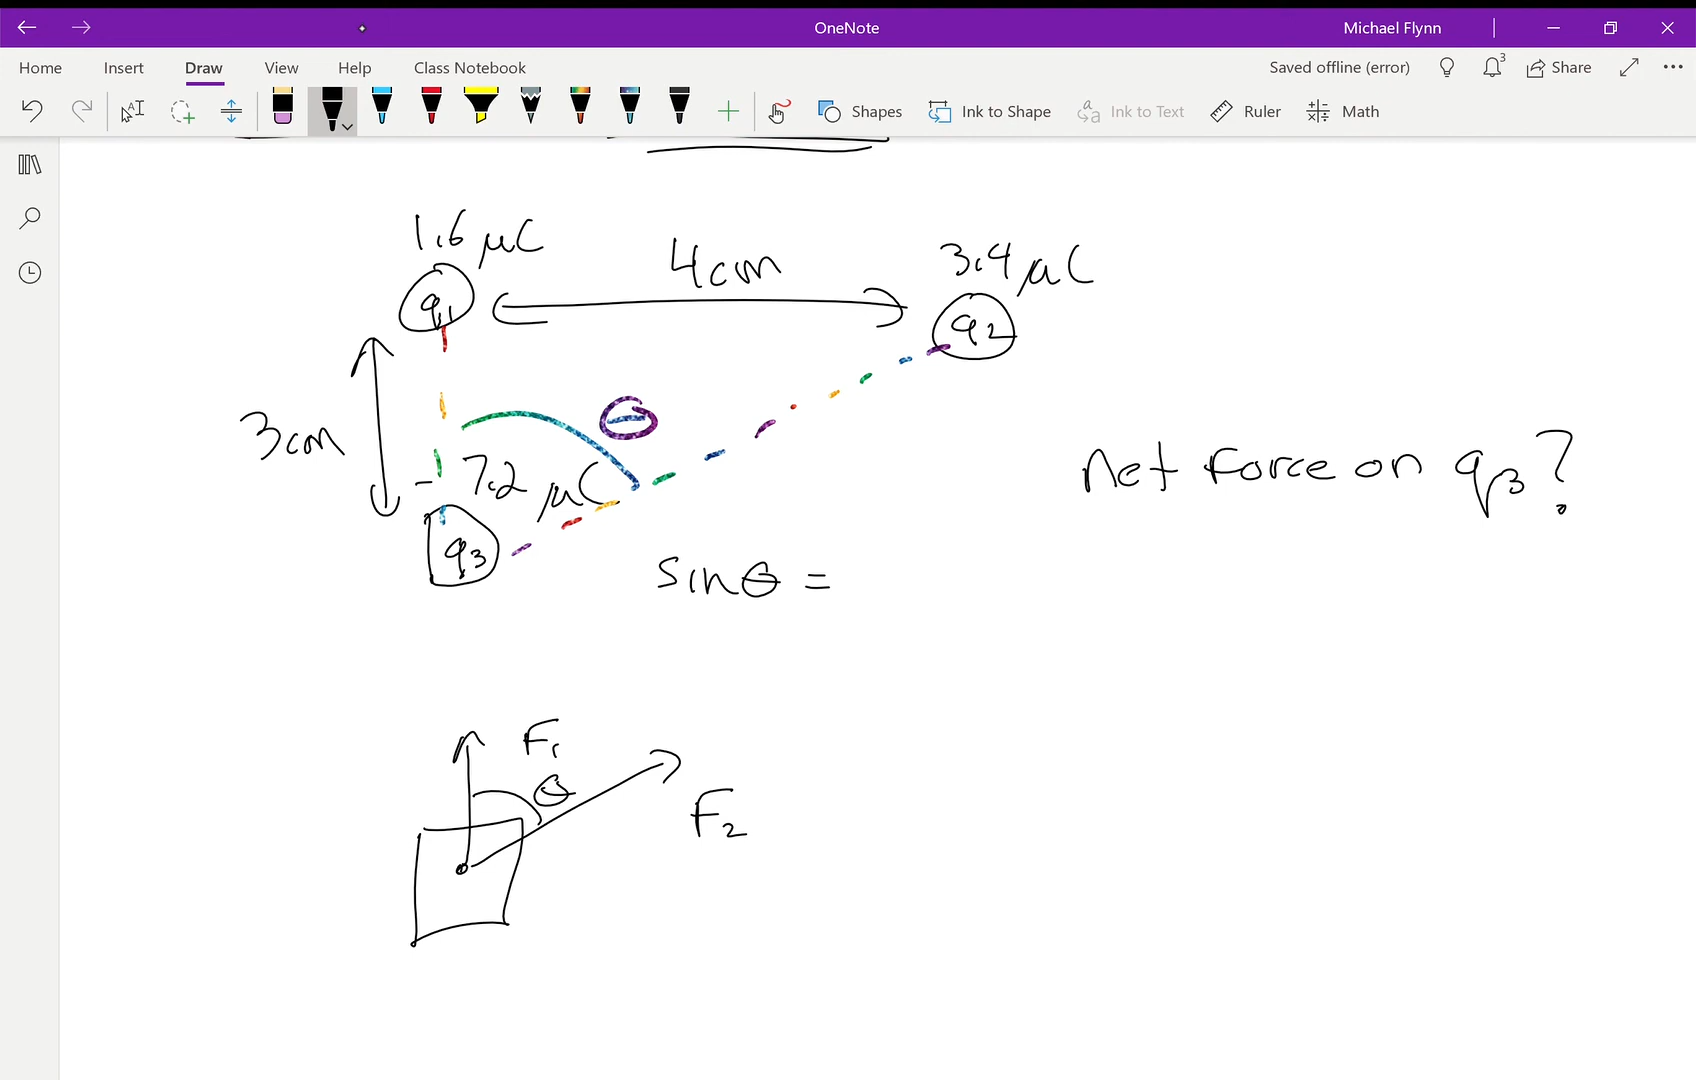 OneNote
Michael Flynn
Home Insert Draw View Help Class Notebook
Saved offline (error)
3
Share
Shapes
Ink to Shape
Ink to Text
Ruler
Math
1.6 μC
4cm
3.4 μC
q1
q2
3cm
θ
-7.2 μC
net force on q3?
q3
sinθ =
F1
θ
F2